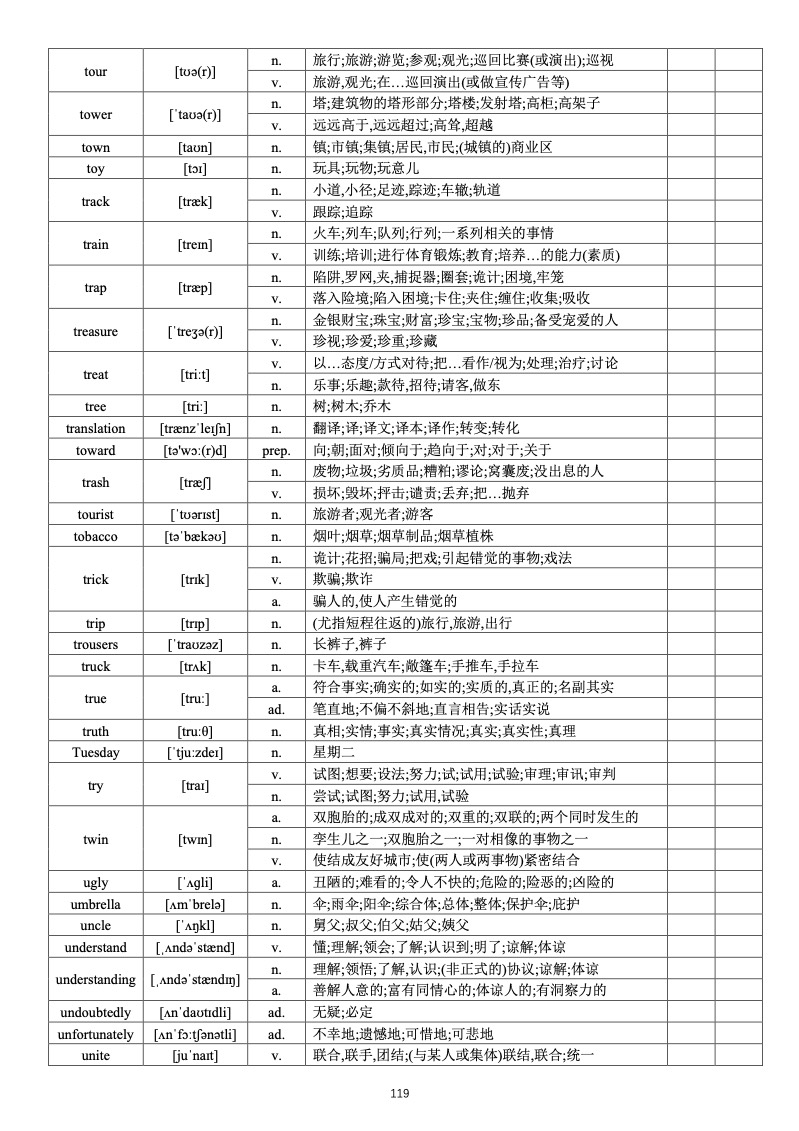 tour [tʊə(r)] n. 旅行;旅游;游览;参观;观光;巡回比赛(或演出);巡视
v. 旅游,观光;在…巡回演出(或做宣传广告等)
tower [ˈtaʊə(r)] n. 塔;建筑物的塔形部分;塔楼;发射塔;高柜;高架子
v. 远远高于,远远超过;高耸,超越
town [taʊn] n. 镇;市镇;集镇;居民,市民;(城镇的)商业区
toy [tɔɪ] n. 玩具;玩物;玩意儿
track [træk] n. 小道,小径;足迹,踪迹;车辙;轨道
v. 跟踪;追踪
train [treɪn] n. 火车;列车;队列;行列;一系列相关的事情
v. 训练;培训;进行体育锻炼;教育;培养…的能力(素质)
trap [træp] n. 陷阱,罗网,夹,捕捉器;圈套;诡计;困境,牢笼
v. 落入险境;陷入困境;卡住;夹住;缠住;收集;吸收
treasure [ˈtreʒə(r)] n. 金银财宝;珠宝;财富;珍宝;宝物;珍品;备受宠爱的人
v. 珍视;珍爱;珍重;珍藏
treat [triːt] v. 以…态度/方式对待;把…看作/视为;处理;治疗;讨论
n. 乐事;乐趣;款待,招待;请客,做东
tree [triː] n. 树;树木;乔木
translation [trænzˈleɪʃn] n. 翻译;译;译文;译本;译作;转变;转化
toward [tə'wɔː(r)d] prep. 向;朝;面对;倾向于;趋向于;对;对于;关于
trash [træʃ] n. 废物;垃圾;劣质品;糟粕;谬论;窝囊废;没出息的人
v. 损坏;毁坏;抨击;谴责;丢弃;把…抛弃
tourist [ˈtʊərɪst] n. 旅游者;观光者;游客
tobacco [təˈbækəʊ] n. 烟叶;烟草;烟草制品;烟草植株
trick [trɪk] n. 诡计;花招;骗局;把戏;引起错觉的事物;戏法
v. 欺骗;欺诈
a. 骗人的,使人产生错觉的
trip [trɪp] n. (尤指短程往返的)旅行,旅游,出行
trousers [ˈtraʊzəz] n. 长裤子,裤子
truck [trʌk] n. 卡车,载重汽车;敞篷车;手推车,手拉车
true [truː] a. 符合事实;确实的;如实的;实质的,真正的;名副其实
ad. 笔直地;不偏不斜地;直言相告;实话实说
truth [truːθ] n. 真相;实情;事实;真实情况;真实;真实性;真理
Tuesday [ˈtjuːzdeɪ] n. 星期二
try [traɪ] v. 试图;想要;设法;努力;试;试用;试验;审理;审讯;审判
n. 尝试;试图;努力;试用,试验
twin [twɪn] a. 双胞胎的;成双成对的;双重的;双联的;两个同时发生的
n. 孪生儿之一;双胞胎之一;一对相像的事物之一
v. 使结成友好城市;使(两人或两事物)紧密结合
ugly [ˈʌɡli] a. 丑陋的;难看的;令人不快的;危险的;险恶的;凶险的
umbrella [ʌmˈbrelə] n. 伞;雨伞;阳伞;综合体;总体;整体;保护伞;庇护
uncle [ˈʌŋkl] n. 舅父;叔父;伯父;姑父;姨父
understand [ˌʌndəˈstænd] v. 懂;理解;领会;了解;认识到;明了;谅解;体谅
understanding [ˌʌndəˈstændɪŋ] n. 理解;领悟;了解,认识;(非正式的)协议;谅解;体谅
a. 善解人意的;富有同情心的;体谅人的;有洞察力的
undoubtedly [ʌnˈdaʊtɪdli] ad. 无疑;必定
unfortunately [ʌnˈfɔːtʃənətli] ad. 不幸地;遗憾地;可惜地;可悲地
unite [juˈnaɪt] v. 联合,联手,团结;(与某人或集体)联结,联合;统一
119